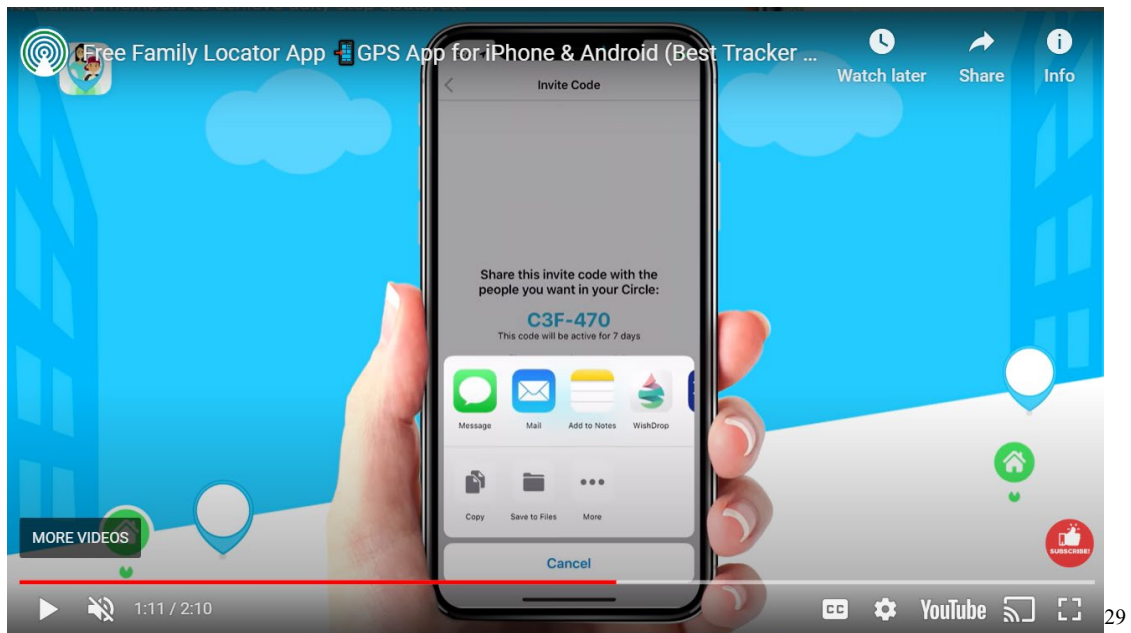 Free Family Locator App 📲GPS App for iPhone & Android (Best Tracker ...
Watch later
Share
Info
Invite Code
Share this invite code with the
people you want in your Circle:
C3F-470
This code will be active for 7 days
Message
Mail
Add to Notes
WishDrop
Copy
Save to Files
More
Cancel
MORE VIDEOS
SUBSCRIBE!
1:11 / 2:10
CC
YouTube
29